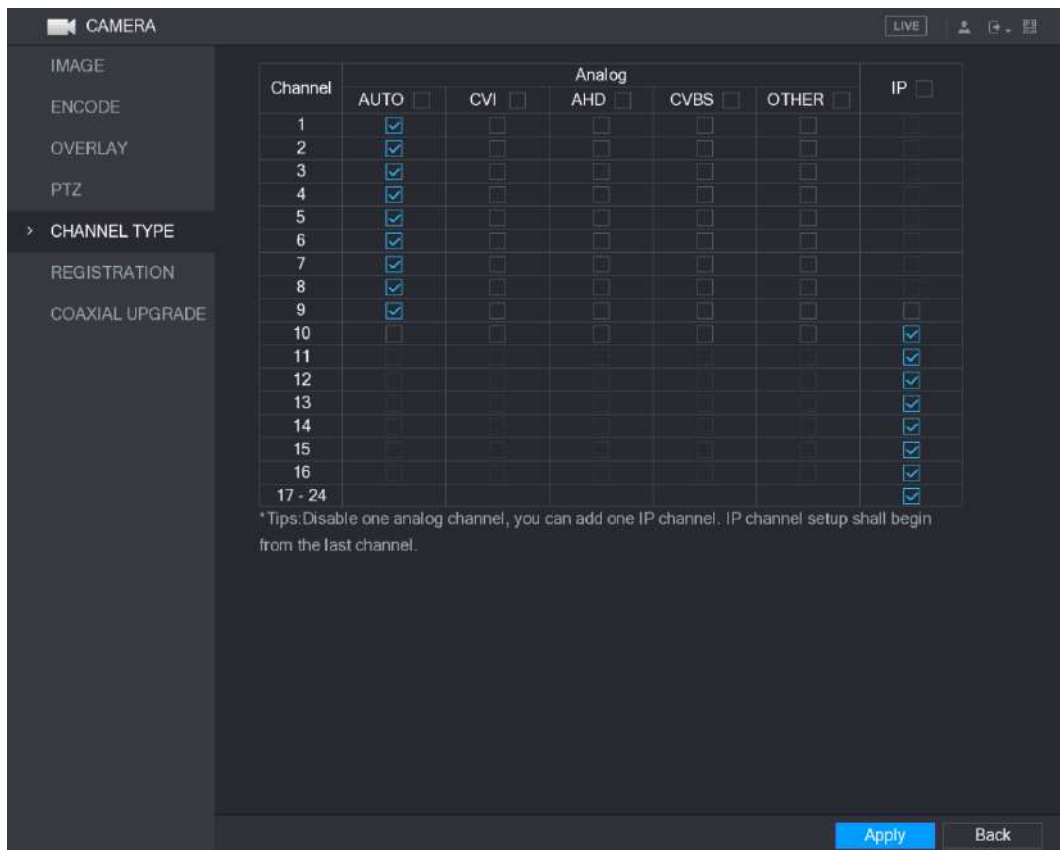 CAMERA
LIVE
IMAGE
ENCODE
OVERLAY
PTZ
> CHANNEL TYPE
REGISTRATION
COAXIAL UPGRADE
Channel
Analog
IP
AUTO CVI AHD CVBS OTHER
1
2
3
4
5
6
7
8
9
10
11
12
13
14
15
16
17 - 24
*Tips:Disable one analog channel, you can add one IP channel. IP channel setup shall begin
from the last channel.
Apply Back